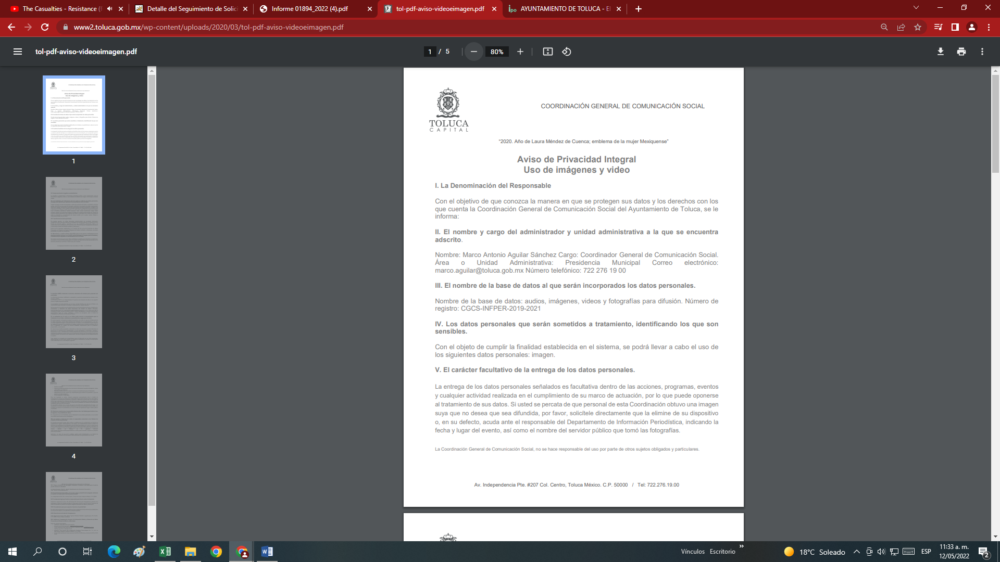 The Casualties - Resistance (f
Detalle del Seguimiento de Solici
Informe 01894_2022 (4).pdf
tol-pdf-aviso-videoeimagen.pdf
AYUNTAMIENTO DE TOLUCA - El
www2.toluca.gob.mx/wp-content/uploads/2020/03/tol-pdf-aviso-videoeimagen.pdf
tol-pdf-aviso-videoeimagen.pdf
1 / 5
80%
1
2
3
4
TOLUCA
CAPITAL
COORDINACIÓN GENERAL DE COMUNICACIÓN SOCIAL
“2020. Año de Laura Méndez de Cuenca; emblema de la mujer Mexiquense”
Aviso de Privacidad Integral
Uso de imágenes y video
I. La Denominación del Responsable
Con el objetivo de que conozca la manera en que se protegen sus datos y los derechos con los
que cuenta la Coordinación General de Comunicación Social del Ayuntamiento de Toluca, se le
informa:
II. El nombre y cargo del administrador y unidad administrativa a la que se encuentra
adscrito.
Nombre: Marco Antonio Aguilar Sánchez Cargo: Coordinador General de Comunicación Social.
Área o Unidad Administrativa: Presidencia Municipal Correo electrónico:
marco.aguilar@toluca.gob.mx Número telefónico: 722 276 19 00
III. El nombre de la base de datos al que serán incorporados los datos personales.
Nombre de la base de datos: audios, imágenes, videos y fotografías para difusión. Número de
registro: CGCS-INFPER-2019-2021
IV. Los datos personales que serán sometidos a tratamiento, identificando los que son
sensibles.
Con el objeto de cumplir la finalidad establecida en el sistema, se podrá llevar a cabo el uso de
los siguientes datos personales: imagen.
V. El carácter facultativo de la entrega de los datos personales.
La entrega de los datos personales señalados es facultativa dentro de las acciones, programas, eventos
y cualquier actividad realizada en el cumplimiento de su marco de actuación, por lo que puede oponerse
al tratamiento de sus datos. Si usted se percata de que personal de esta Coordinación obtuvo una imagen
suya que no desea que sea difundida, por favor, solicítele directamente que la elimine de su dispositivo
o, en su defecto, acuda ante el responsable del Departamento de Información Periodística, indicando la
fecha y lugar del evento, así como el nombre del servidor público que tomó las fotografías.
La Coordinación General de Comunicación Social, no se hace responsable del uso por parte de otros sujetos obligados y particulares.
Av. Independencia Pte. #207 Col. Centro, Toluca México. C.P. 50000 / Tel: 722.276.19.00
Vínculos Escritorio
18°C Soleado
ESP
11:33 a. m.
12/05/2022
2